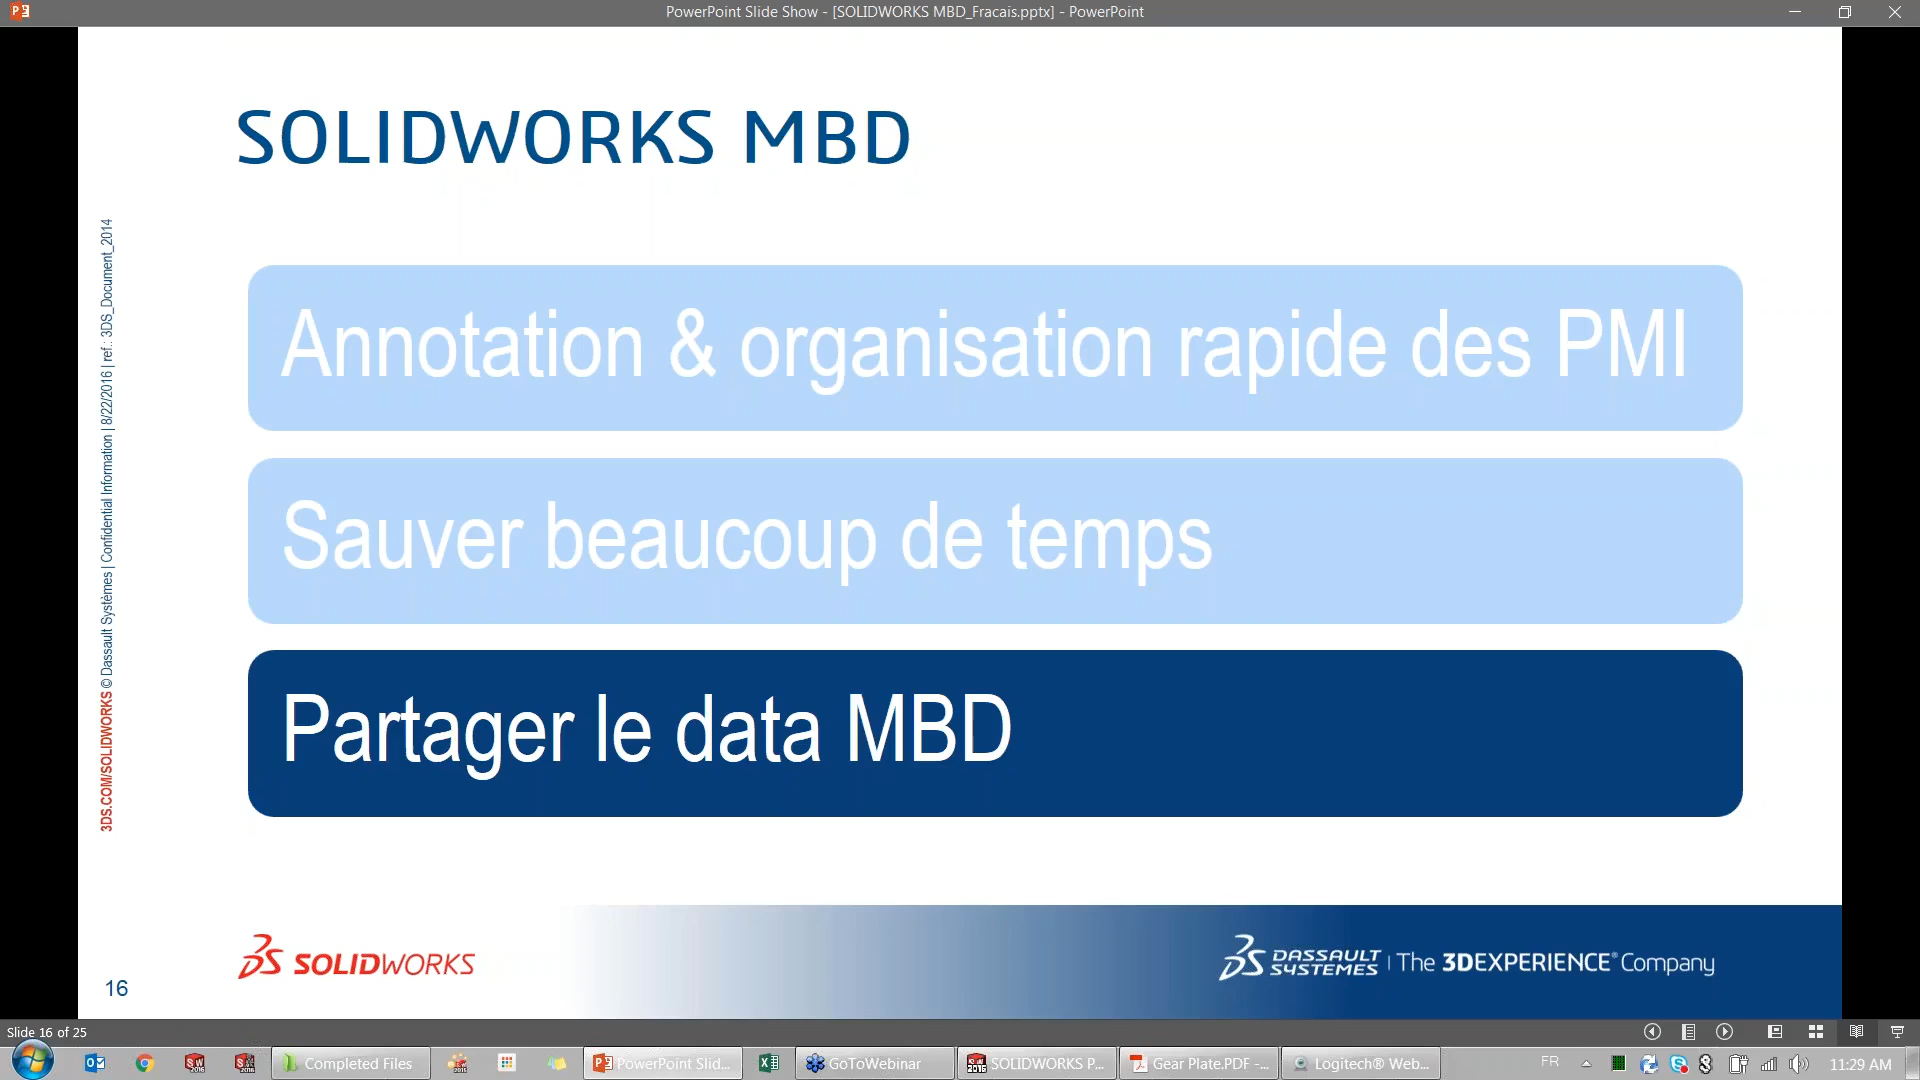 PowerPoint Slide Show - [SOLIDWORKS MBD_Fracais.pptx] - PowerPoint
SOLIDWORKS MBD
3DS.COM/SOLIDWORKS © Dassault Systèmes | Confidential Information | 8/22/2016 | ref.: 3DS_Document_2014
Annotation & organisation rapide des PMI
Sauver beaucoup de temps
Partager le data MBD
SOLIDWORKS
DASSAULT SYSTEMES | The 3DEXPERIENCE® Company
16
Slide 16 of 25
Completed Files
PowerPoint Slid...
GoToWebinar
SOLIDWORKS P...
Gear Plate.PDF -...
Logitech® Web...
FR
11:29 AM